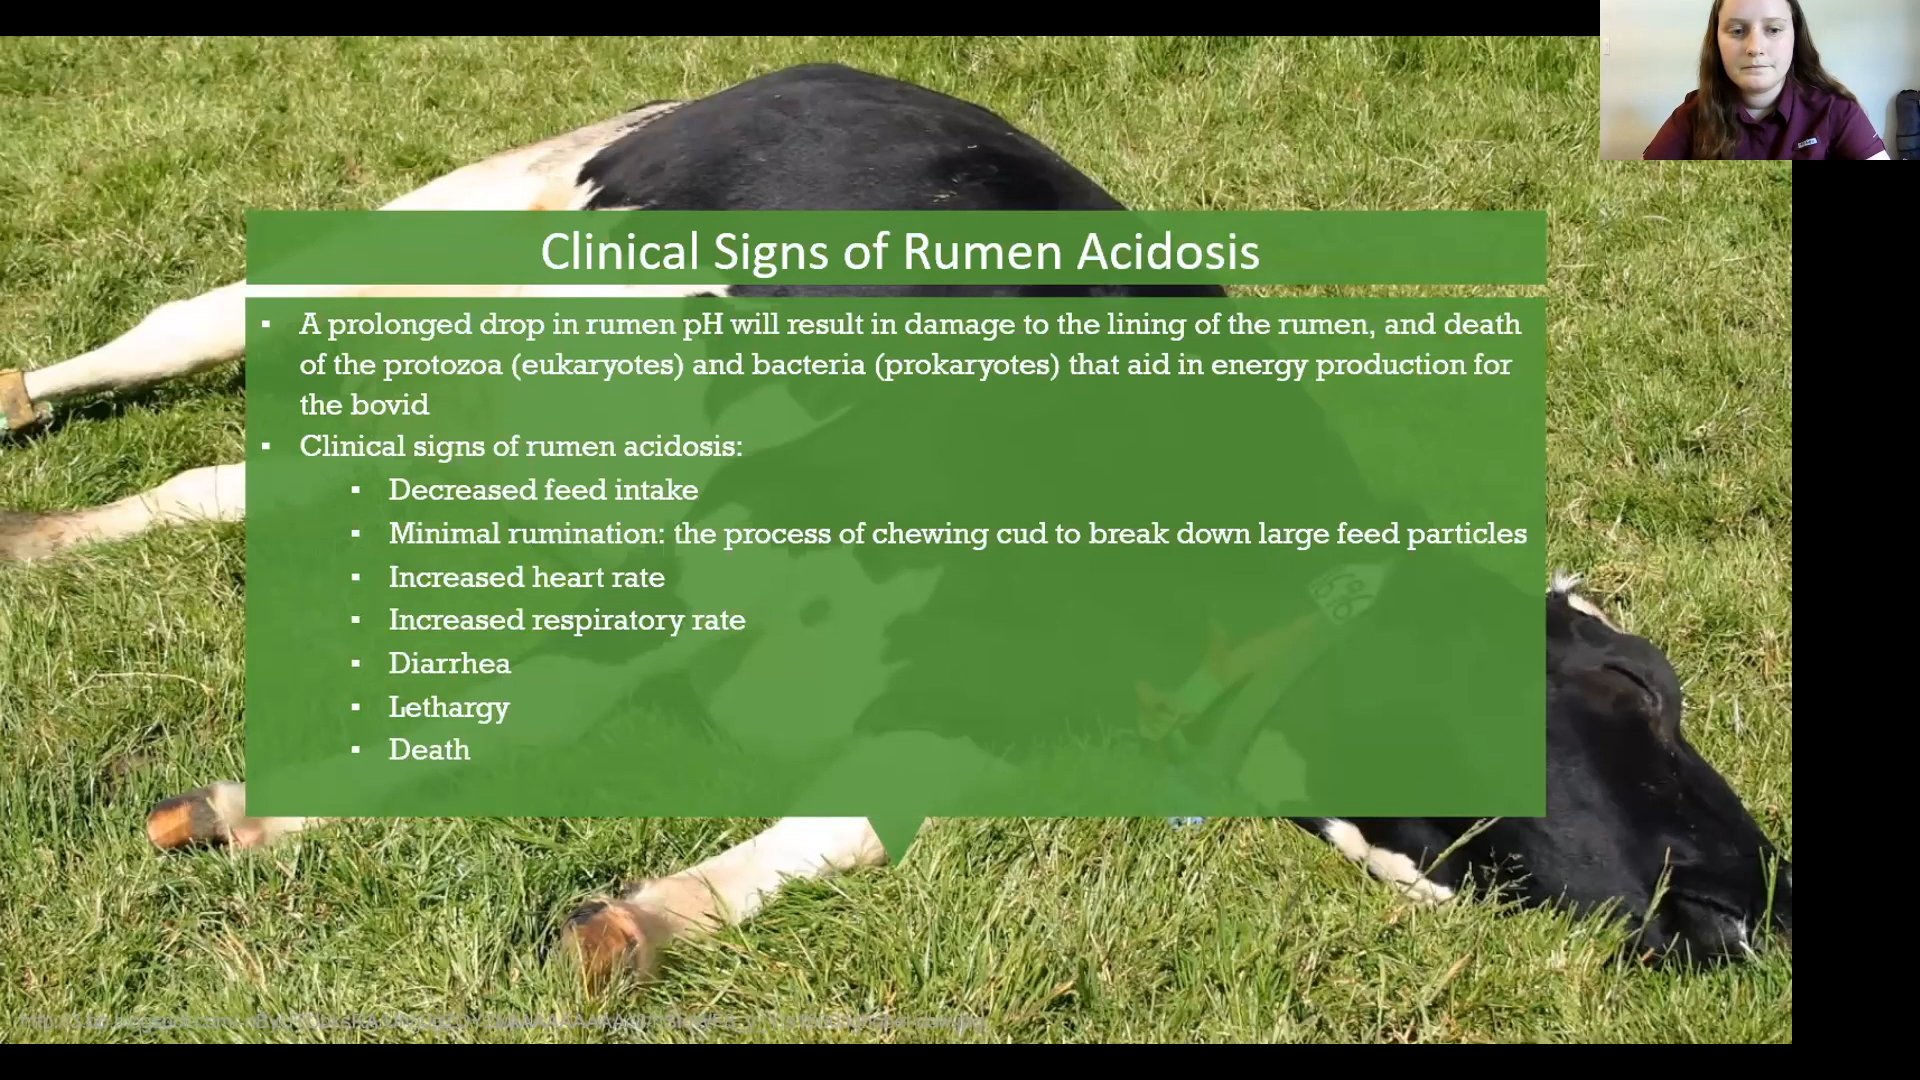 Clinical Signs of Rumen Acidosis
▪ A prolonged drop in rumen pH will result in damage to the lining of the rumen, and death
of the protozoa (eukaryotes) and bacteria (prokaryotes) that aid in energy production for
the bovid
▪ Clinical signs of rumen acidosis:
▪ Decreased feed intake
▪ Minimal rumination: the process of chewing cud to break down large feed particles
▪ Increased heart rate
▪ Increased respiratory rate
▪ Diarrhea
▪ Lethargy
▪ Death